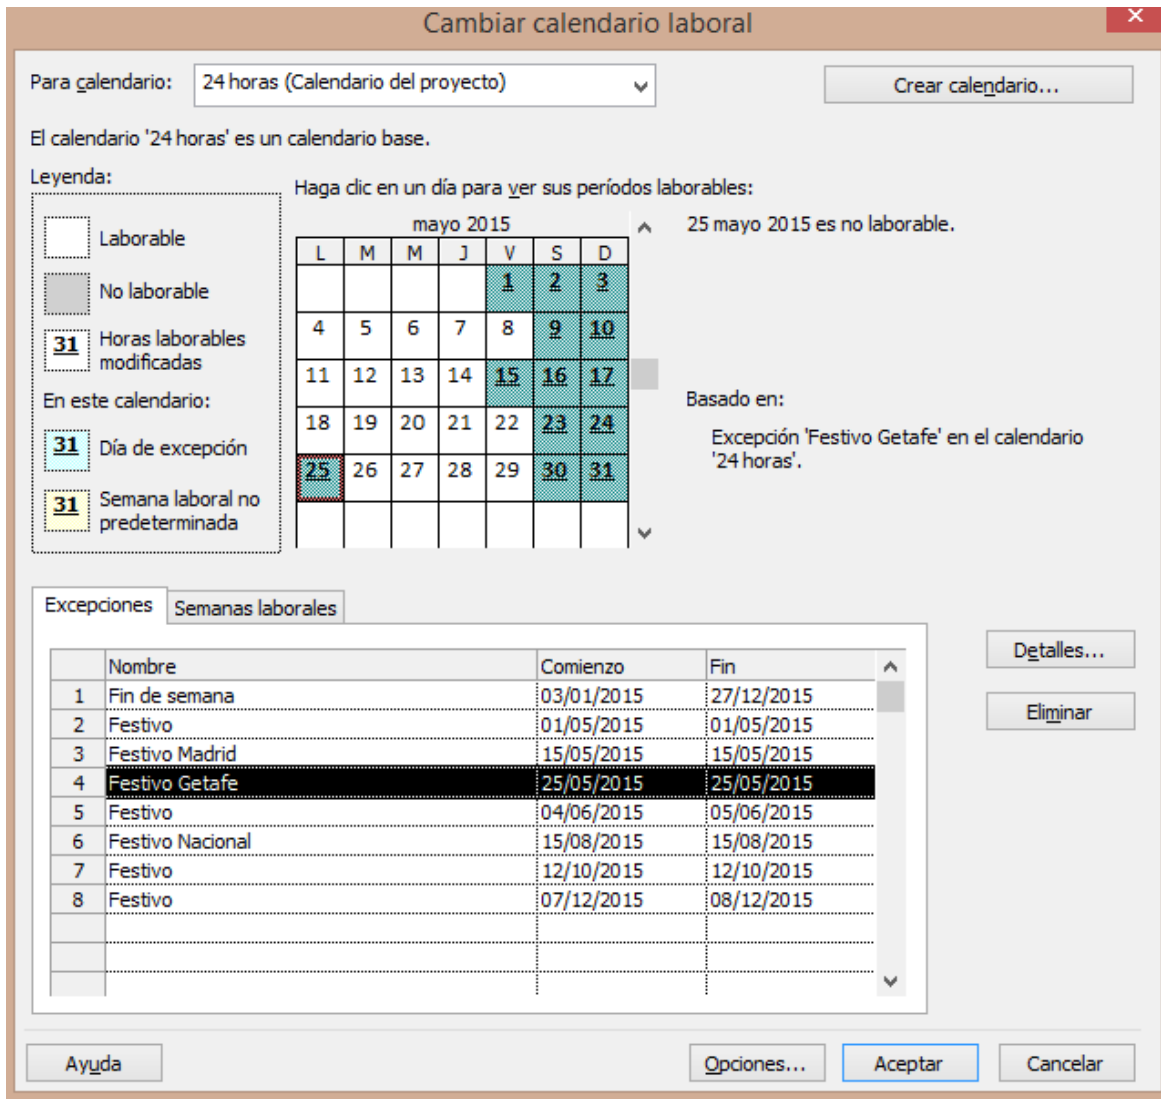 Cambiar calendario laboral
Para calendario: 24 horas (Calendario del proyecto) Crear calendario...
El calendario '24 horas' es un calendario base.
Leyenda:
Laborable
No laborable
31 Horas laborables
modificadas
En este calendario:
31 Día de excepción
31 Semana laboral no
predeterminada
Haga clic en un día para ver sus períodos laborables:
mayo 2015
L M M J V S D
1 2 3
4 5 6 7 8 9 10
11 12 13 14 15 16 17
18 19 20 21 22 23 24
25 26 27 28 29 30 31
25 mayo 2015 es no laborable.
Basado en:
Excepción 'Festivo Getafe' en el calendario
'24 horas'.
Excepciones Semanas laborales
Nombre Comienzo Fin
1 Fin de semana 03/01/2015 27/12/2015
2 Festivo 01/05/2015 01/05/2015
3 Festivo Madrid 15/05/2015 15/05/2015
4 Festivo Getafe 25/05/2015 25/05/2015
5 Festivo 04/06/2015 05/06/2015
6 Festivo Nacional 15/08/2015 15/08/2015
7 Festivo 12/10/2015 12/10/2015
8 Festivo 07/12/2015 08/12/2015
Detalles...
Eliminar
Ayuda Opciones... Aceptar Cancelar